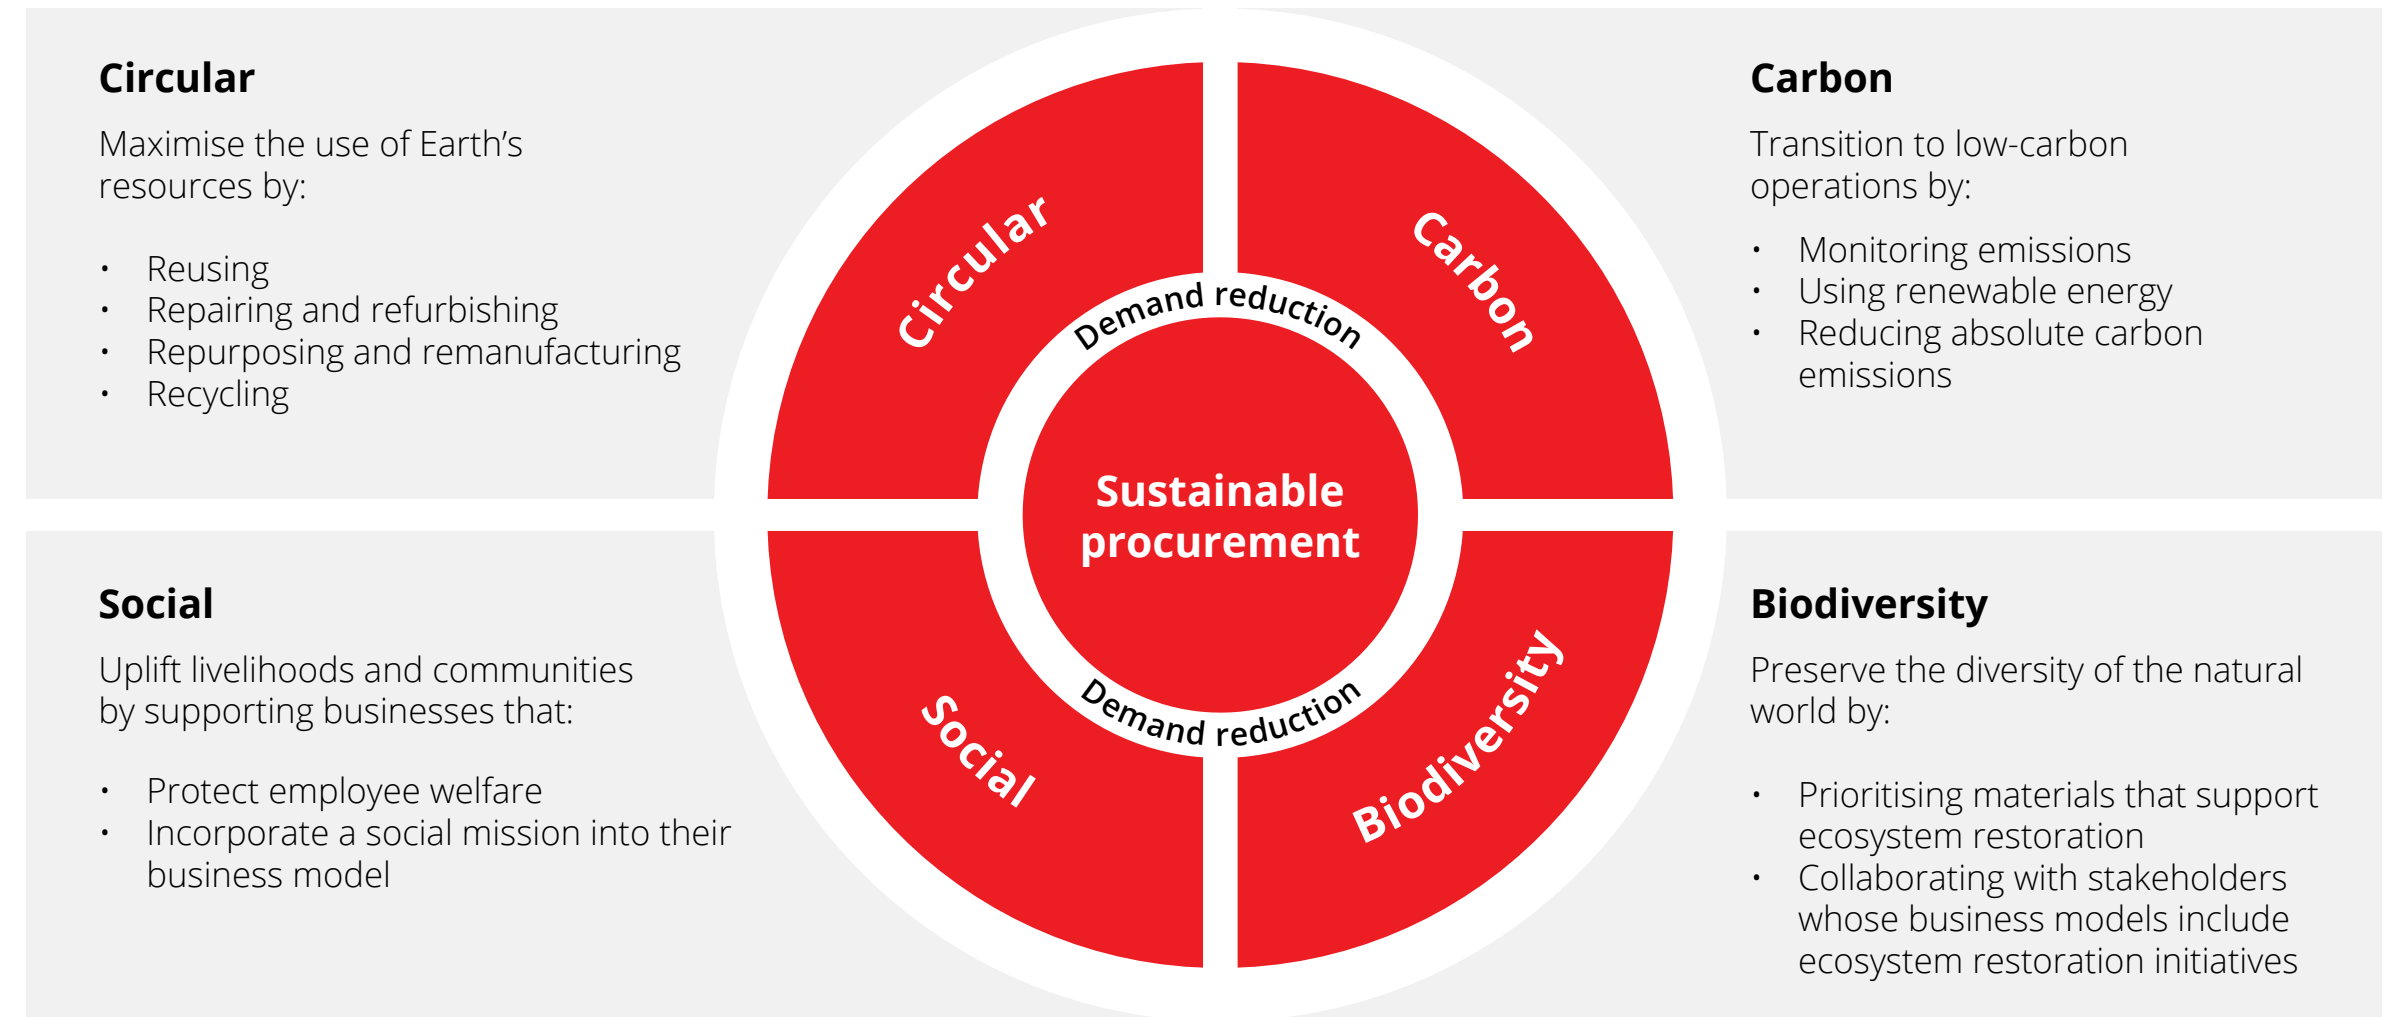 Circular
Maximise the use of Earth’s
resources by:
• Reusing
• Repairing and refurbishing
• Repurposing and remanufacturing
• Recycling
Carbon
Transition to low-carbon
operations by:
• Monitoring emissions
• Using renewable energy
• Reducing absolute carbon
emissions
Circular
Carbon
Demand reduction
Sustainable
procurement
Demand reduction
Social
Biodiversity
Social
Uplift livelihoods and communities
by supporting businesses that:
• Protect employee welfare
• Incorporate a social mission into their
business model
Biodiversity
Preserve the diversity of the natural
world by:
• Prioritising materials that support
ecosystem restoration
• Collaborating with stakeholders
whose business models include
ecosystem restoration initiatives